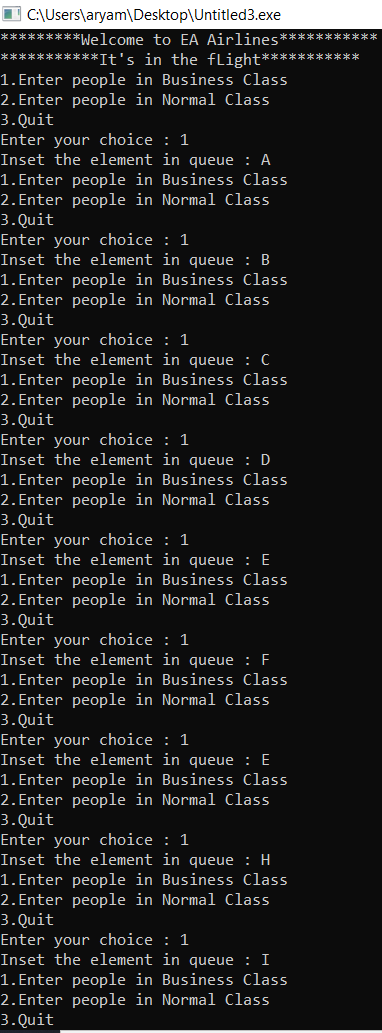 C:\Users\aryam\Desktop\Untitled3.exe
*********Welcome to EA Airlines***********
***********It's in the fLight***********
1.Enter people in Business Class
2.Enter people in Normal Class
3.Quit
Enter your choice : 1
Inset the element in queue : A
1.Enter people in Business Class
2.Enter people in Normal Class
3.Quit
Enter your choice : 1
Inset the element in queue : B
1.Enter people in Business Class
2.Enter people in Normal Class
3.Quit
Enter your choice : 1
Inset the element in queue : C
1.Enter people in Business Class
2.Enter people in Normal Class
3.Quit
Enter your choice : 1
Inset the element in queue : D
1.Enter people in Business Class
2.Enter people in Normal Class
3.Quit
Enter your choice : 1
Inset the element in queue : E
1.Enter people in Business Class
2.Enter people in Normal Class
3.Quit
Enter your choice : 1
Inset the element in queue : F
1.Enter people in Business Class
2.Enter people in Normal Class
3.Quit
Enter your choice : 1
Inset the element in queue : E
1.Enter people in Business Class
2.Enter people in Normal Class
3.Quit
Enter your choice : 1
Inset the element in queue : H
1.Enter people in Business Class
2.Enter people in Normal Class
3.Quit
Enter your choice : 1
Inset the element in queue : I
1.Enter people in Business Class
2.Enter people in Normal Class
3.Quit